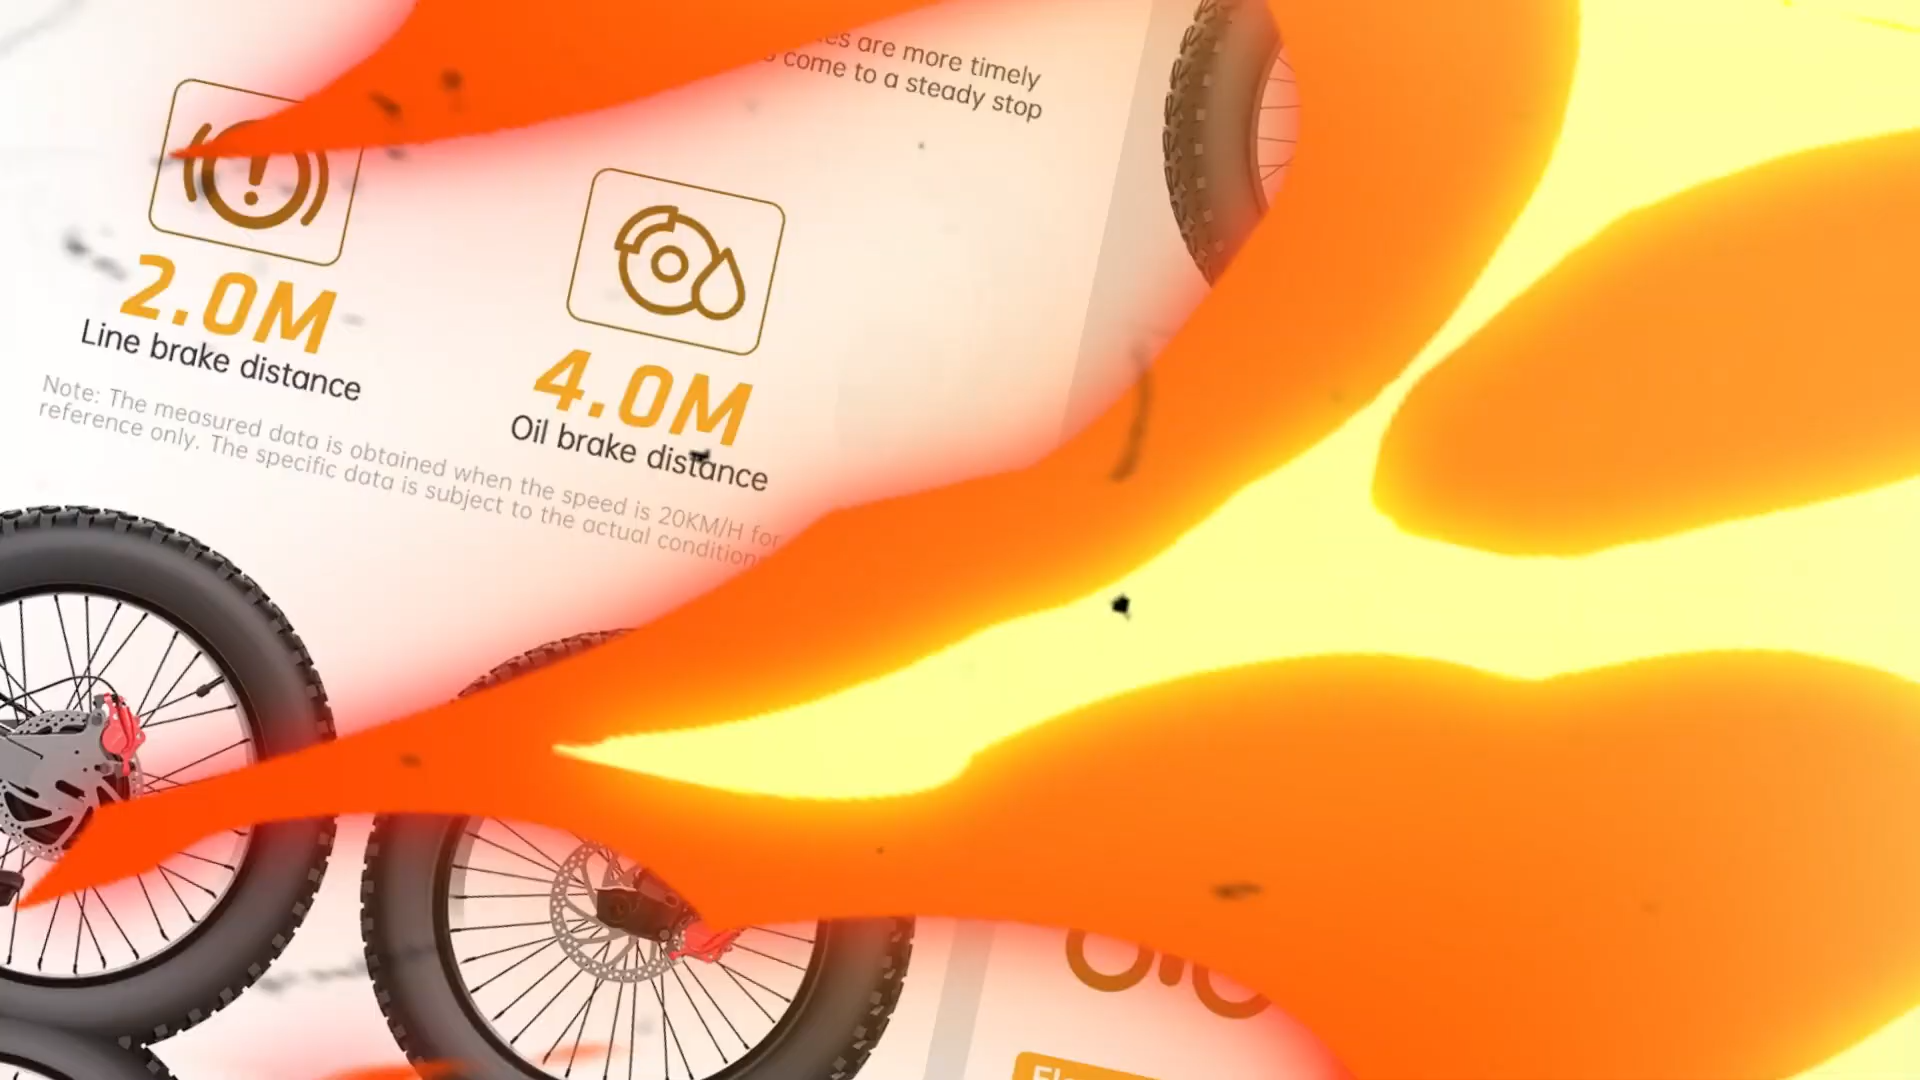 are more timely
come to a steady stop
2.0M
Line brake distance
4.0M
Oil brake distance
Note: The measured data is obtained when the speed is 20KM/H for
reference only. The specific data is subject to the actual condition